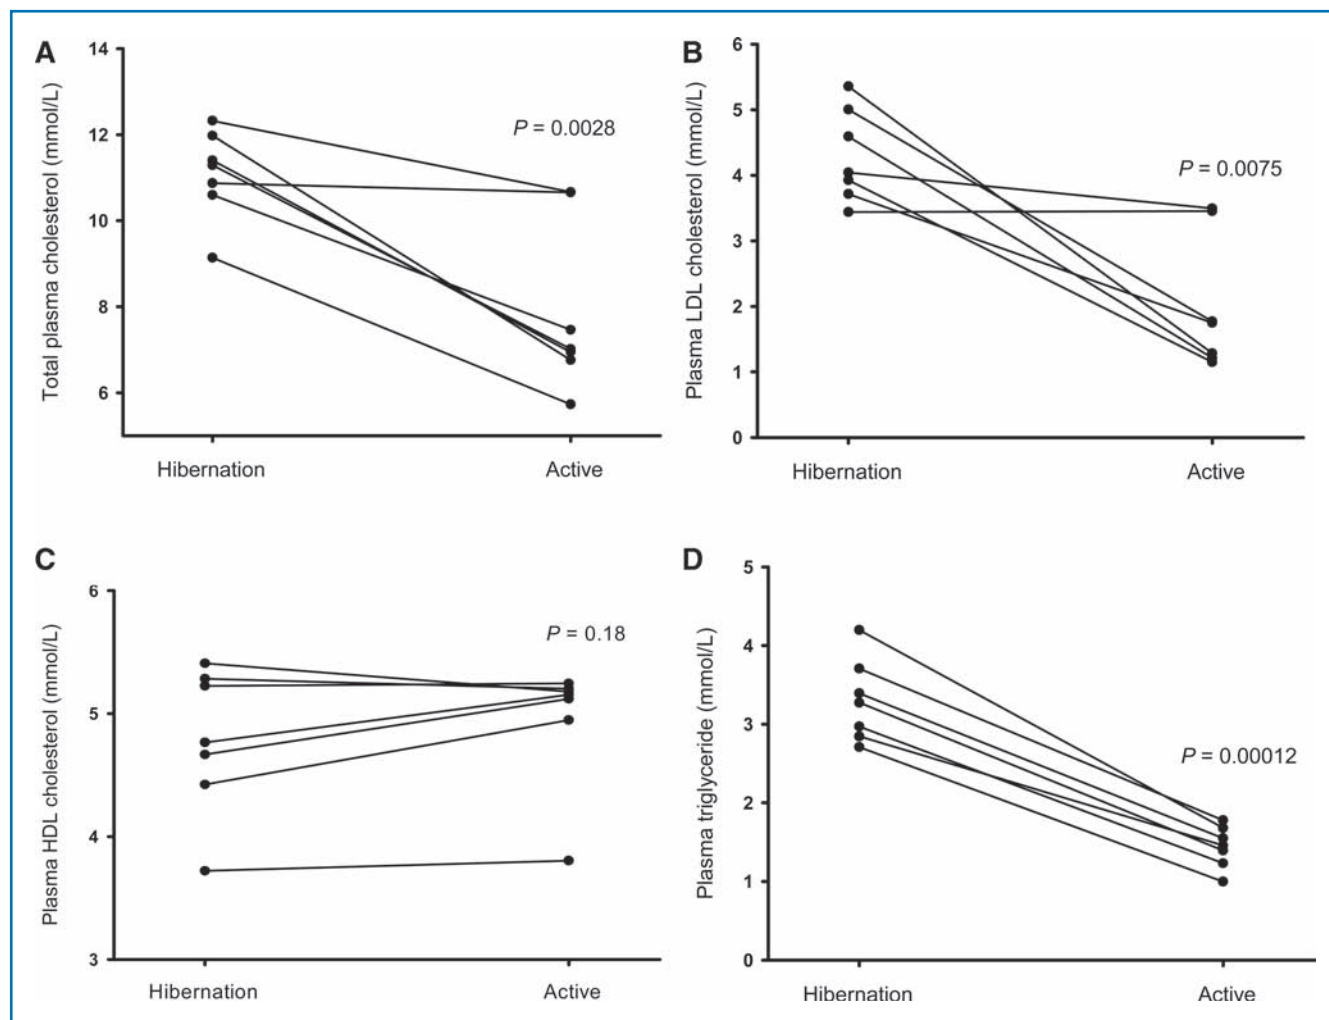 A
Total plasma cholesterol (mmol/L)
14
12
10
8
6
P = 0.0028
Hibernation Active
B
Plasma LDL cholesterol (mmol/L)
6
5
4
3
2
1
0
P = 0.0075
Hibernation Active
C
Plasma HDL cholesterol (mmol/L)
6
5
4
3
P = 0.18
Hibernation Active
D
Plasma triglyceride (mmol/L)
5
4
3
2
1
0
P = 0.00012
Hibernation Active